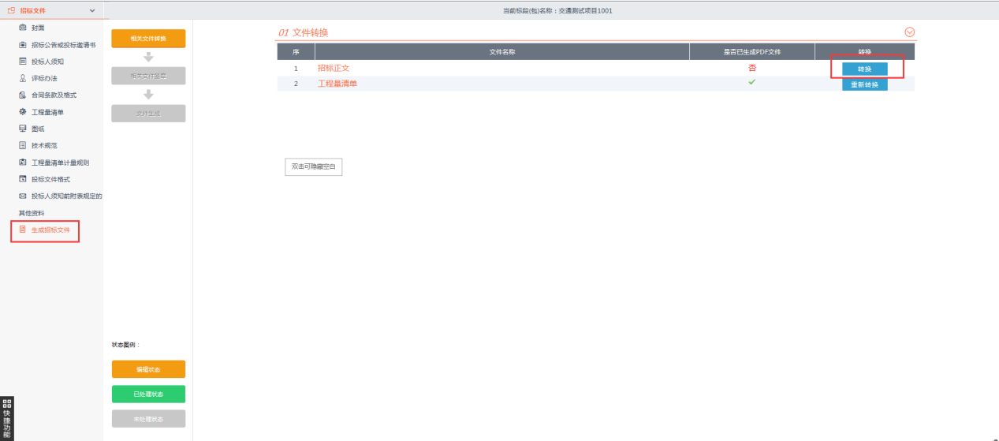 招标文件
当前标段(包)名称：交通测试项目1001
封面
招标公告或投标邀请书
投标人须知
评标办法
合同条款及格式
工程量清单
图纸
技术规范
工程量清单计量规则
投标文件格式
投标人须知前附表规定的
其他资料
生成招标文件
快捷功能
相关文件转换
相关文件签章
文件生成
状态图例：
编辑状态
已处理状态
未处理状态
01 文件转换
序 文件名称 是否已生成PDF文件 转换
1 招标正文 否 转换
2 工程量清单 重新转换
双击可隐藏空白